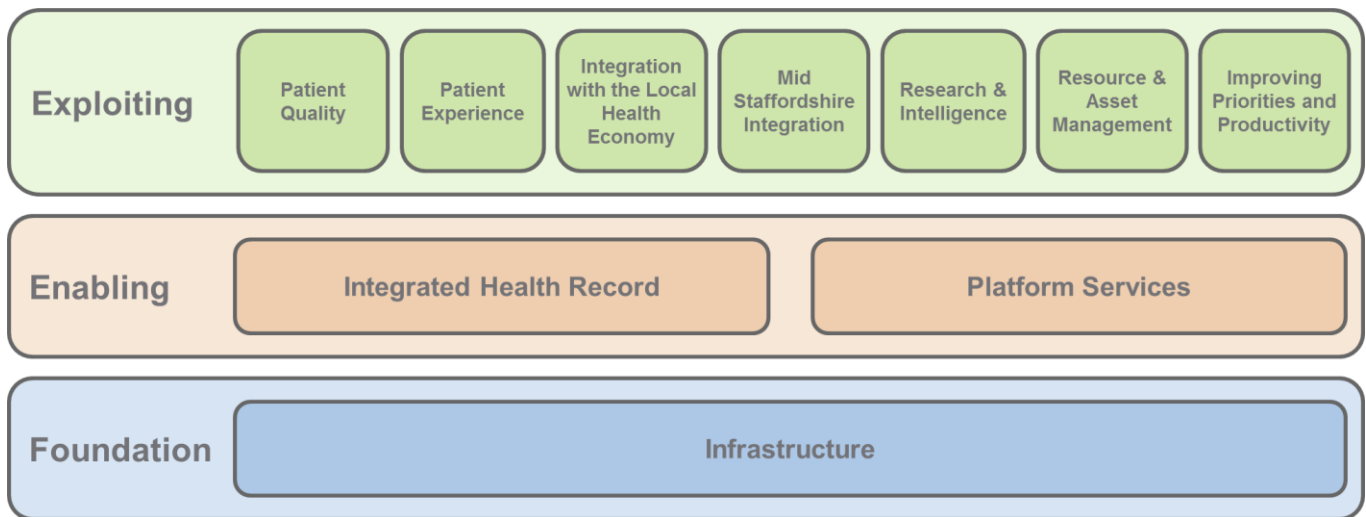 Exploiting
Patient
Quality
Patient
Experience
Integration
with the Local
Health
Economy
Mid
Staffordshire
Integration
Research &
Intelligence
Resource &
Asset
Management
Improving
Priorities and
Productivity
Enabling
Integrated Health Record
Platform Services
Foundation
Infrastructure